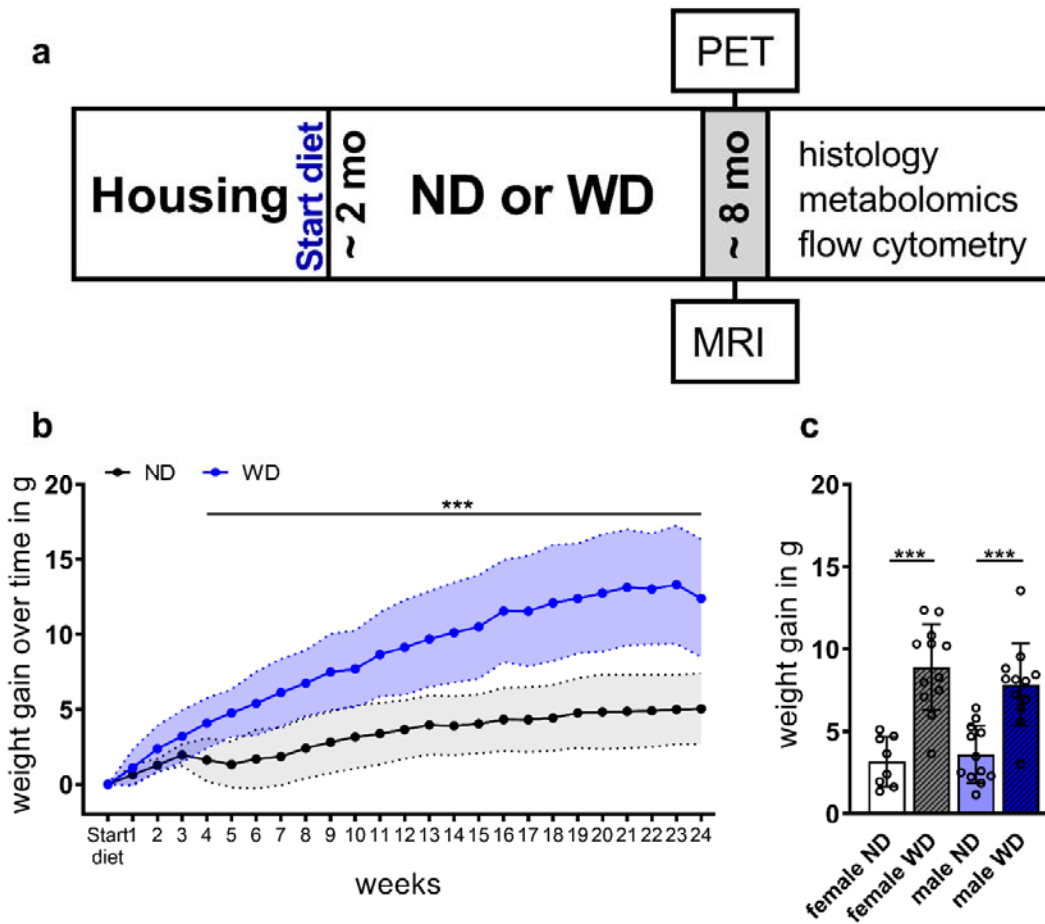 a
PET
Housing
Start diet
~ 2 mo
ND or WD
~ 8 mo
histology
metabolomics
flow cytometry
MRI
b
ND
WD
weight gain over time in g
20
15
10
5
0
***
Start 1 2 3 4 5 6 7 8 9 10 11 12 13 14 15 16 17 18 19 20 21 22 23 24
diet
weeks
c
weight gain in g
20
15
10
5
0
*** ***
female ND
female WD
male ND
male WD